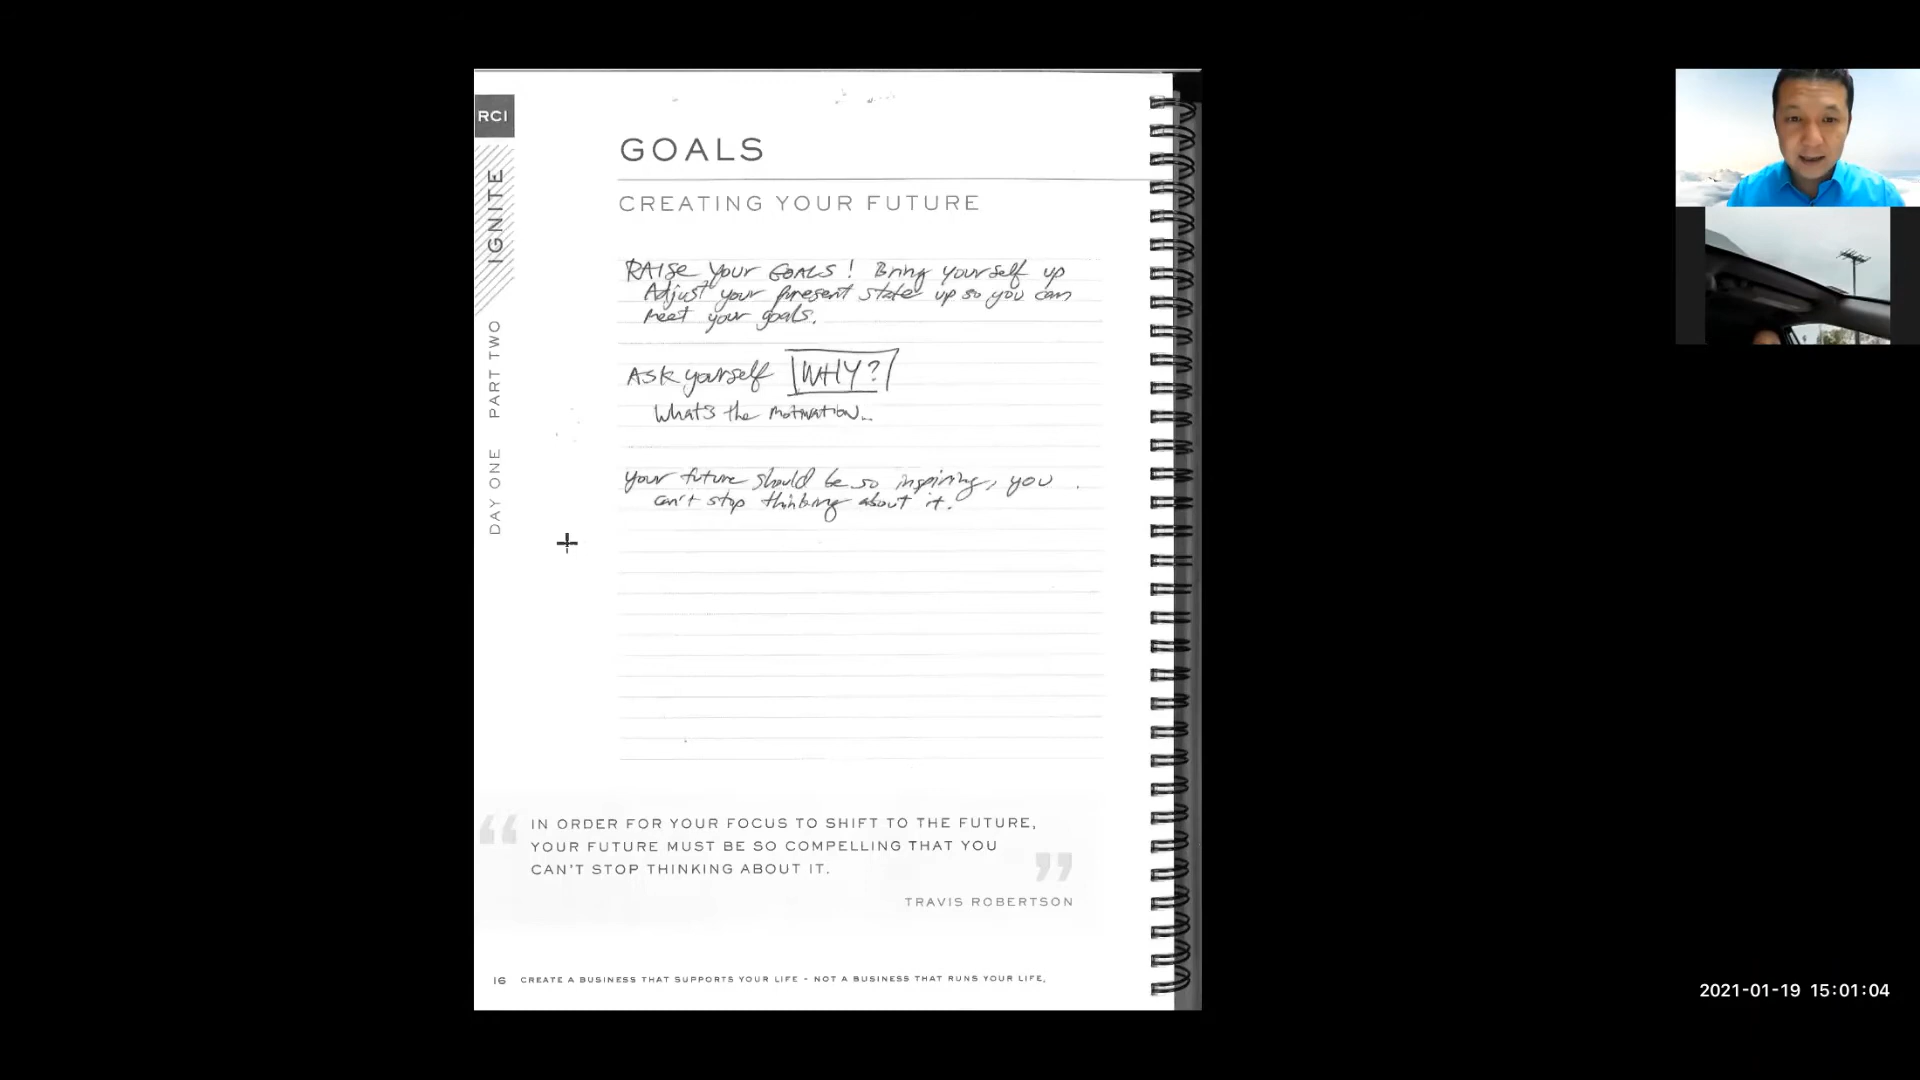 RCI
IGNITE
PART TWO
DAY ONE
GOALS
CREATING YOUR FUTURE
RAISE your GOALS! Bring yourself up
Adjust your present state up so you can
meet your goals.
Ask yourself WHY?
What's the motivation...
Your future should be so inspiring, you
can't stop thinking about it.
“ IN ORDER FOR YOUR FOCUS TO SHIFT TO THE FUTURE,
YOUR FUTURE MUST BE SO COMPELLING THAT YOU
CAN'T STOP THINKING ABOUT IT. ”
TRAVIS ROBERTSON
16 CREATE A BUSINESS THAT SUPPORTS YOUR LIFE - NOT A BUSINESS THAT RUNS YOUR LIFE.
2021-01-19 15:01:04